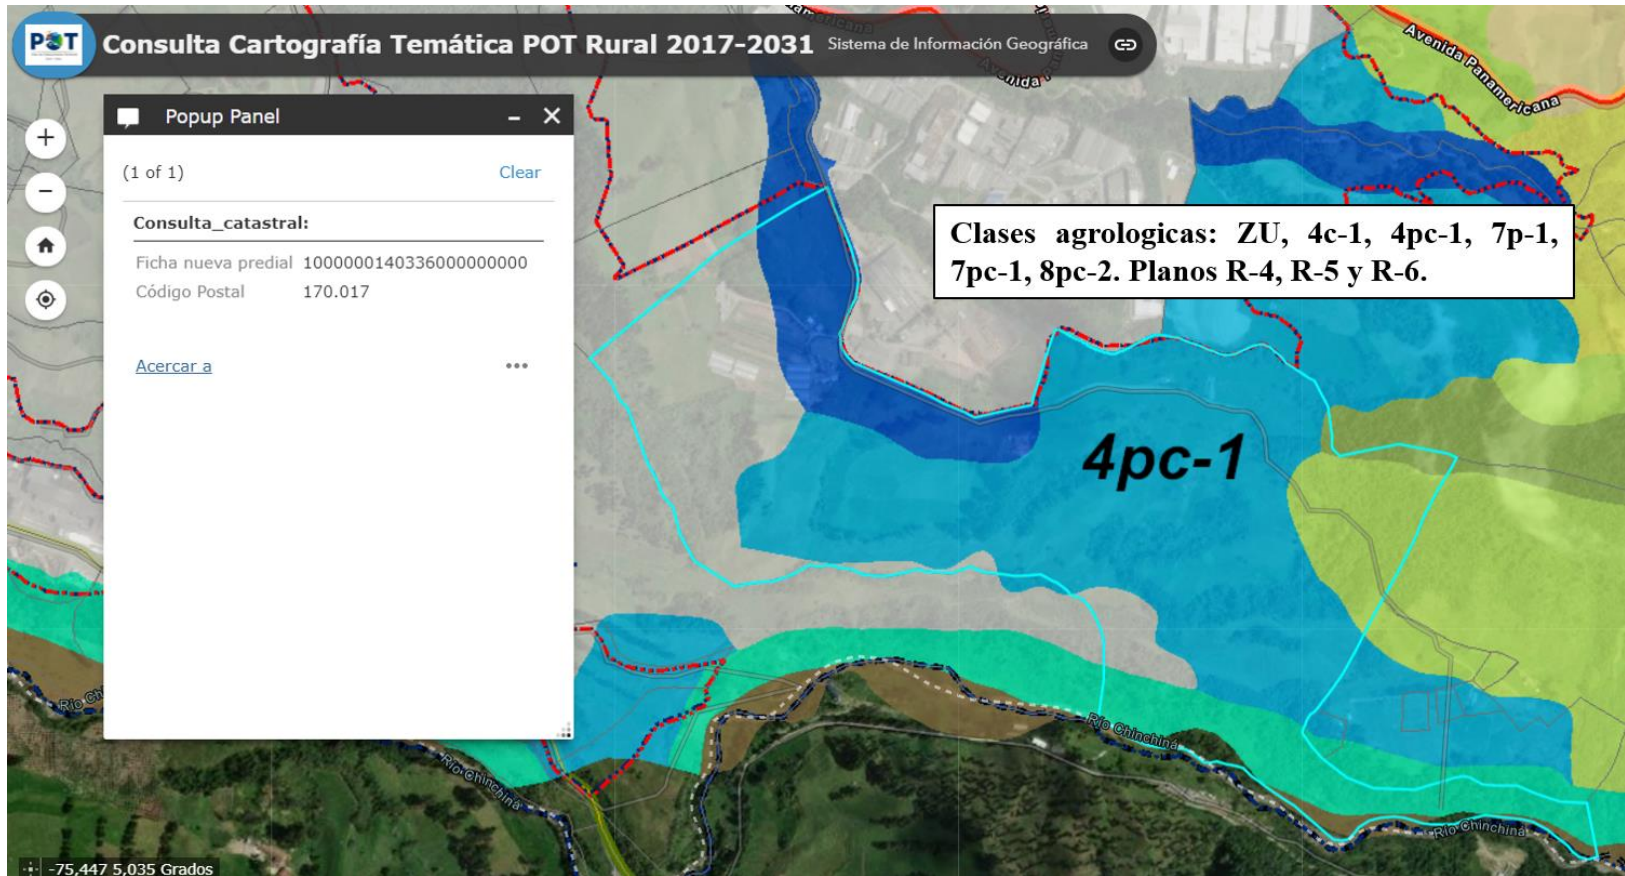 POT
Consulta Cartografía Temática POT Rural 2017-2031 Sistema de Información Geográfica
Avenida Panamericana
Popup Panel
(1 of 1) Clear
Consulta_catastral:
Ficha nueva predial 1000000140336000000000
Código Postal 170.017
Acercar a
Clases agrologicas: ZU, 4c-1, 4pc-1, 7p-1,
7pc-1, 8pc-2. Planos R-4, R-5 y R-6.
4pc-1
Río Chinchiná
Río Chinchiná
Río Chinchiná
-75,447 5,035 Grados